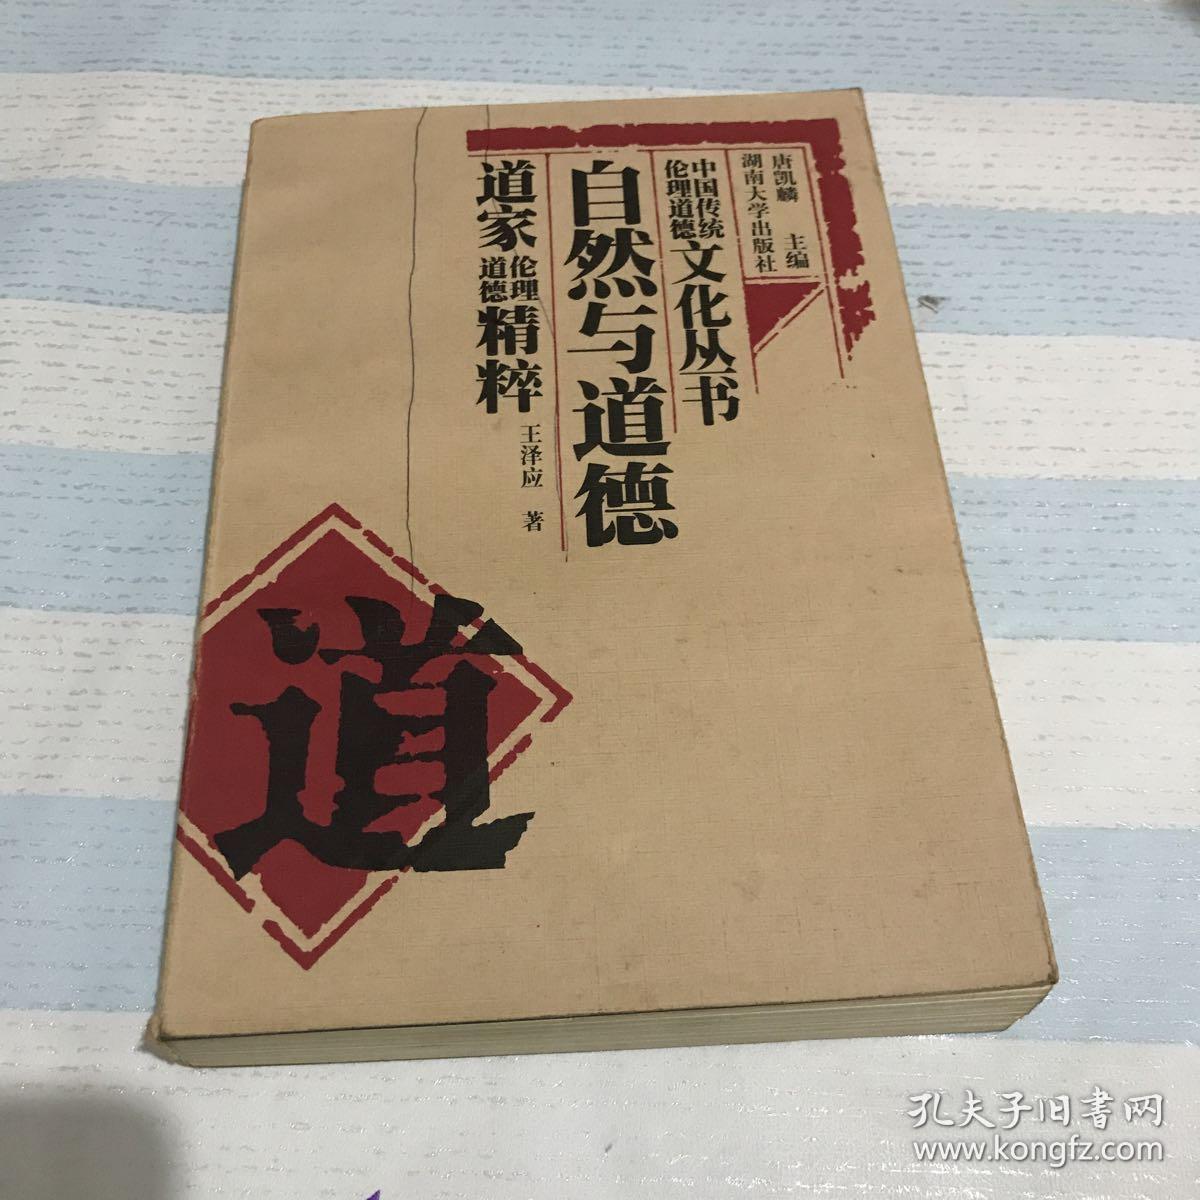 唐凯麟 主编
湖南大学出版社
中国传统
伦理道德
文化丛书
自然与道德
道家
伦理
道德
精粹
王泽应 著
道
孔夫子旧书网
www.kongfz.com